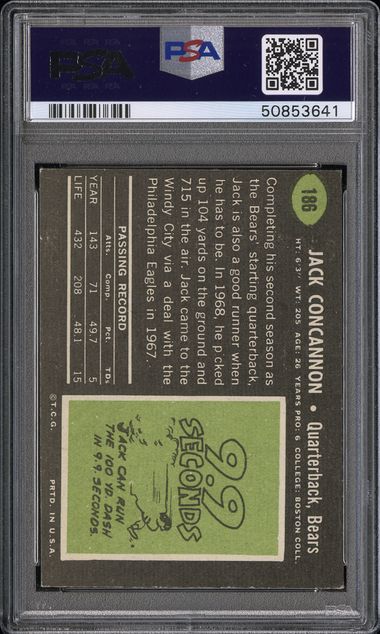 PSA
PSA
50853641
186
JACK CONCANNON • Quarterback, Bears
HT: 6'3" WT: 205 AGE: 26 YEARS PRO: 6 COLLEGE: BOSTON COLL.
Completing his second season as
the Bears' starting quarterback,
Jack is also a good runner when
he has to be. In 1968, he p cked
up 104 yards on the ground and
715 in the air. Jack came to the
Windy City via a deal with the
Philadelphia Eagles in 1967.
PASSING RECORD
Atts. Comp. Pct. TDs
YEAR 143 71 49.7 5
LIFE 432 208 48.1 15
9.9
SECONDS
JACK CAN RUN
THE 100 YD. DASH
IN 9.9 SECONDS.
© T.C.G. PRTD. IN U.S.A.